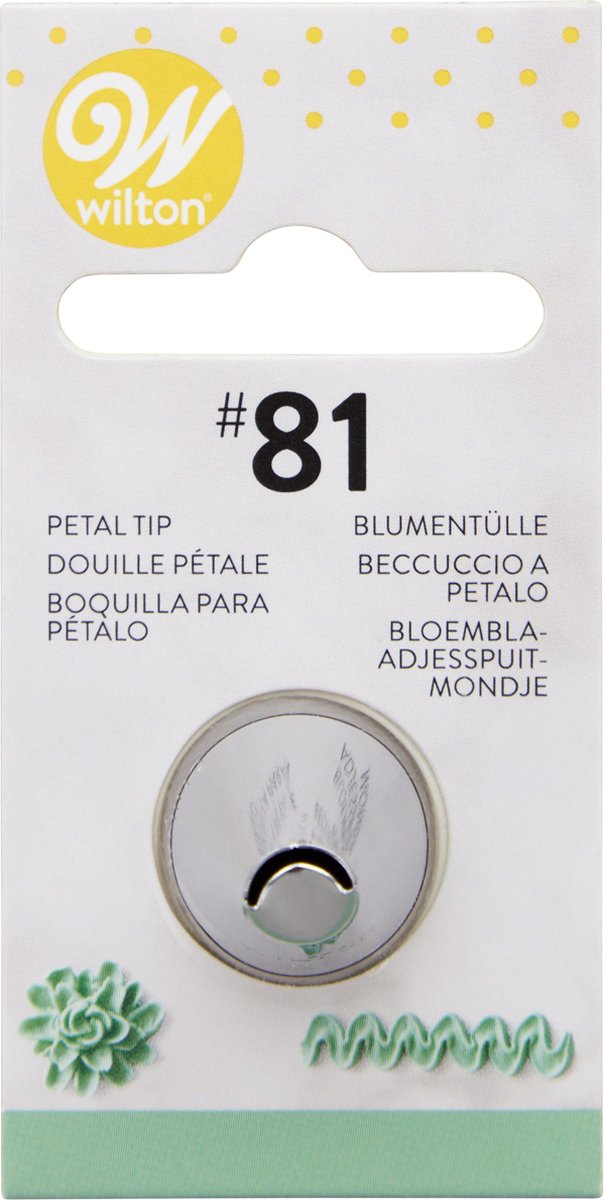 W
wilton®
#81
PETAL TIP
DOUILLE PÉTALE
BOQUILLA PARA
PÉTALO
BLUMENTÜLLE
BECCUCCIO A
PETALO
BLOEMBLA-
ADJESSPUIT-
MONDJE